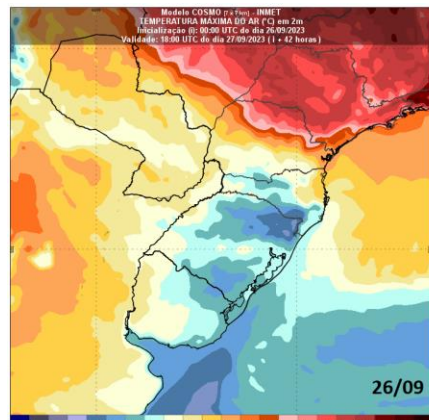 Modelo COSMO [7 x 7 km] - INMET
TEMPERATURA MÁXIMA DO AR (°C) em 2m
Inicialização (i): 00:00 UTC do dia 26/09/2023
Validade: 18:00 UTC do dia 27/09/2023 ( I + 42 horas )
26/09